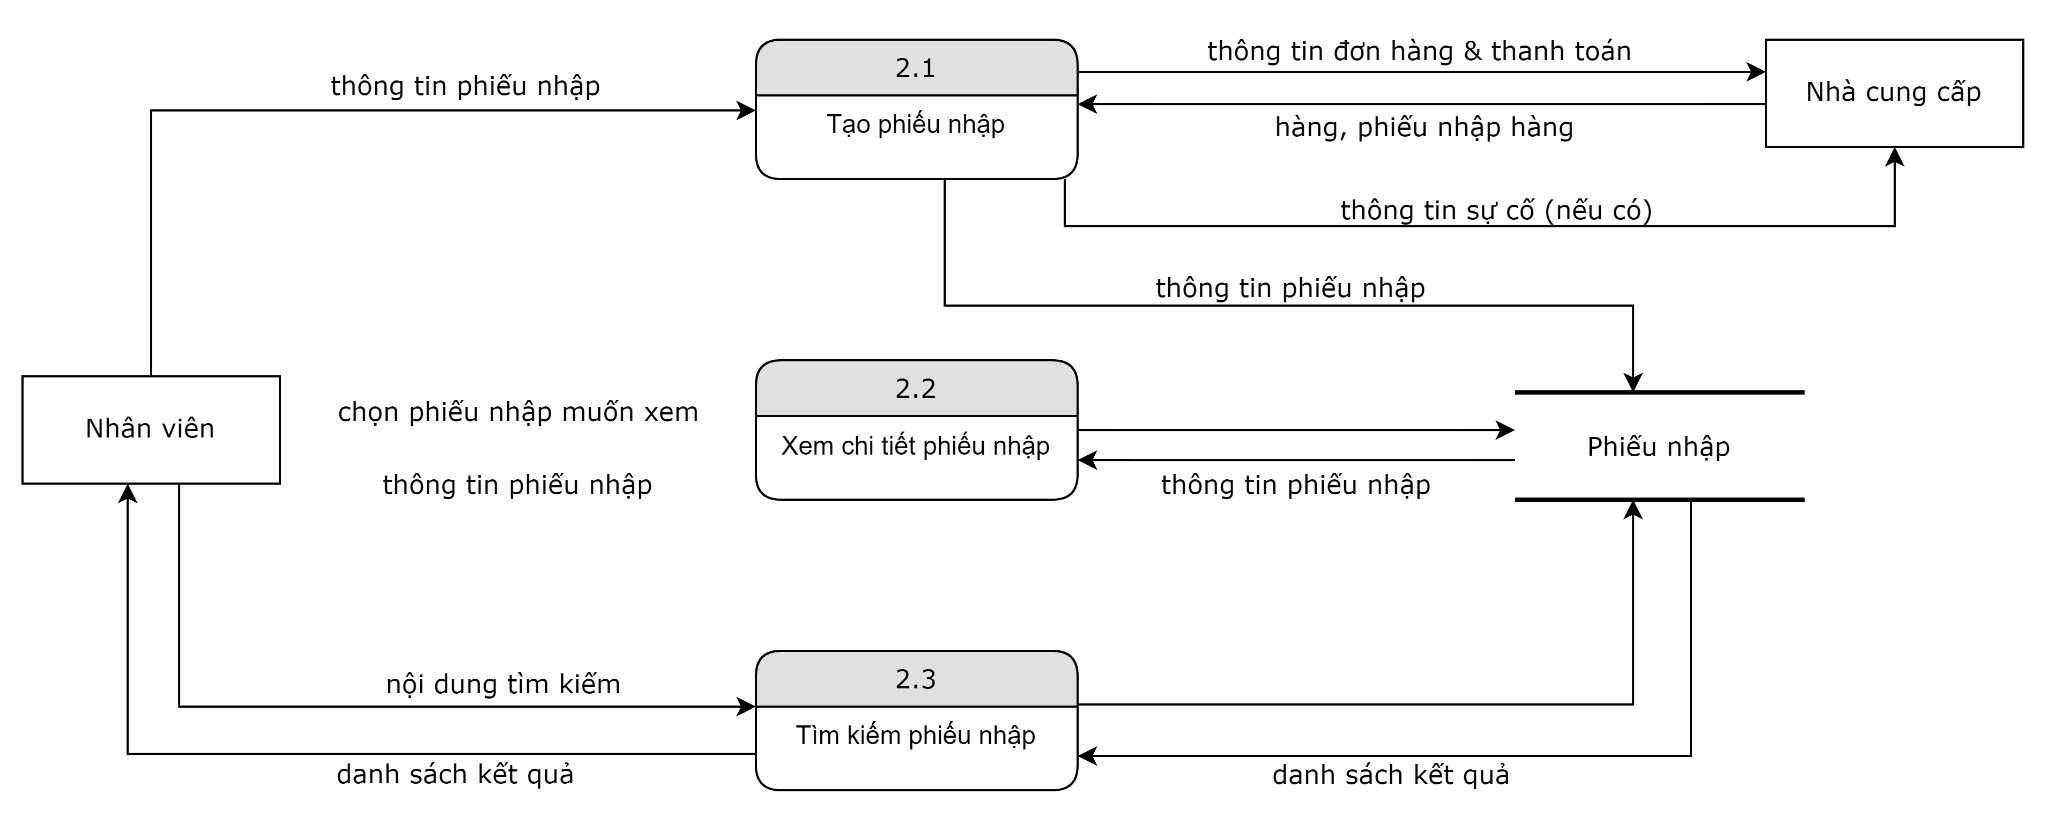 thông tin phiếu nhập
2.1
Tạo phiếu nhập
thông tin đơn hàng & thanh toán
Nhà cung cấp
hàng, phiếu nhập hàng
thông tin sự cố (nếu có)
thông tin phiếu nhập
Nhân viên
chọn phiếu nhập muốn xem
thông tin phiếu nhập
2.2
Xem chi tiết phiếu nhập
thông tin phiếu nhập
Phiếu nhập
nội dung tìm kiếm
2.3
Tìm kiếm phiếu nhập
danh sách kết quả
danh sách kết quả